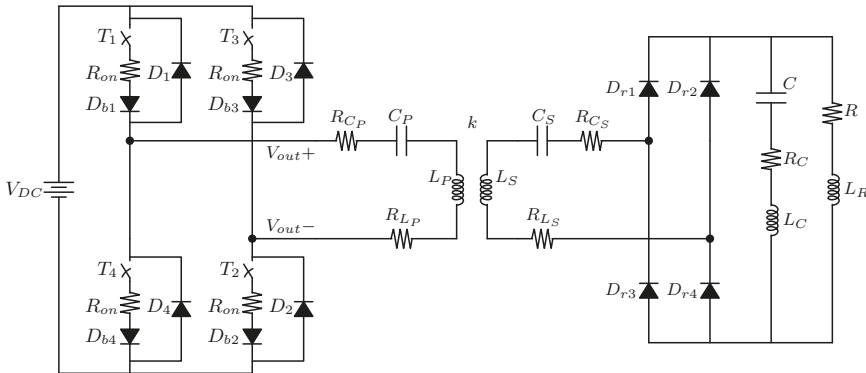 T1
T3
Ron
D1
Ron
D3
Db1
Db3
Vout+
RCP
CP
k
CS
RCS
VDC
LP
LS
Vout−
RLP
RLS
T4
T2
Ron
D4
Ron
D2
Db4
Db2
Dr1
Dr2
C
R
RC
LR
LC
Dr3
Dr4